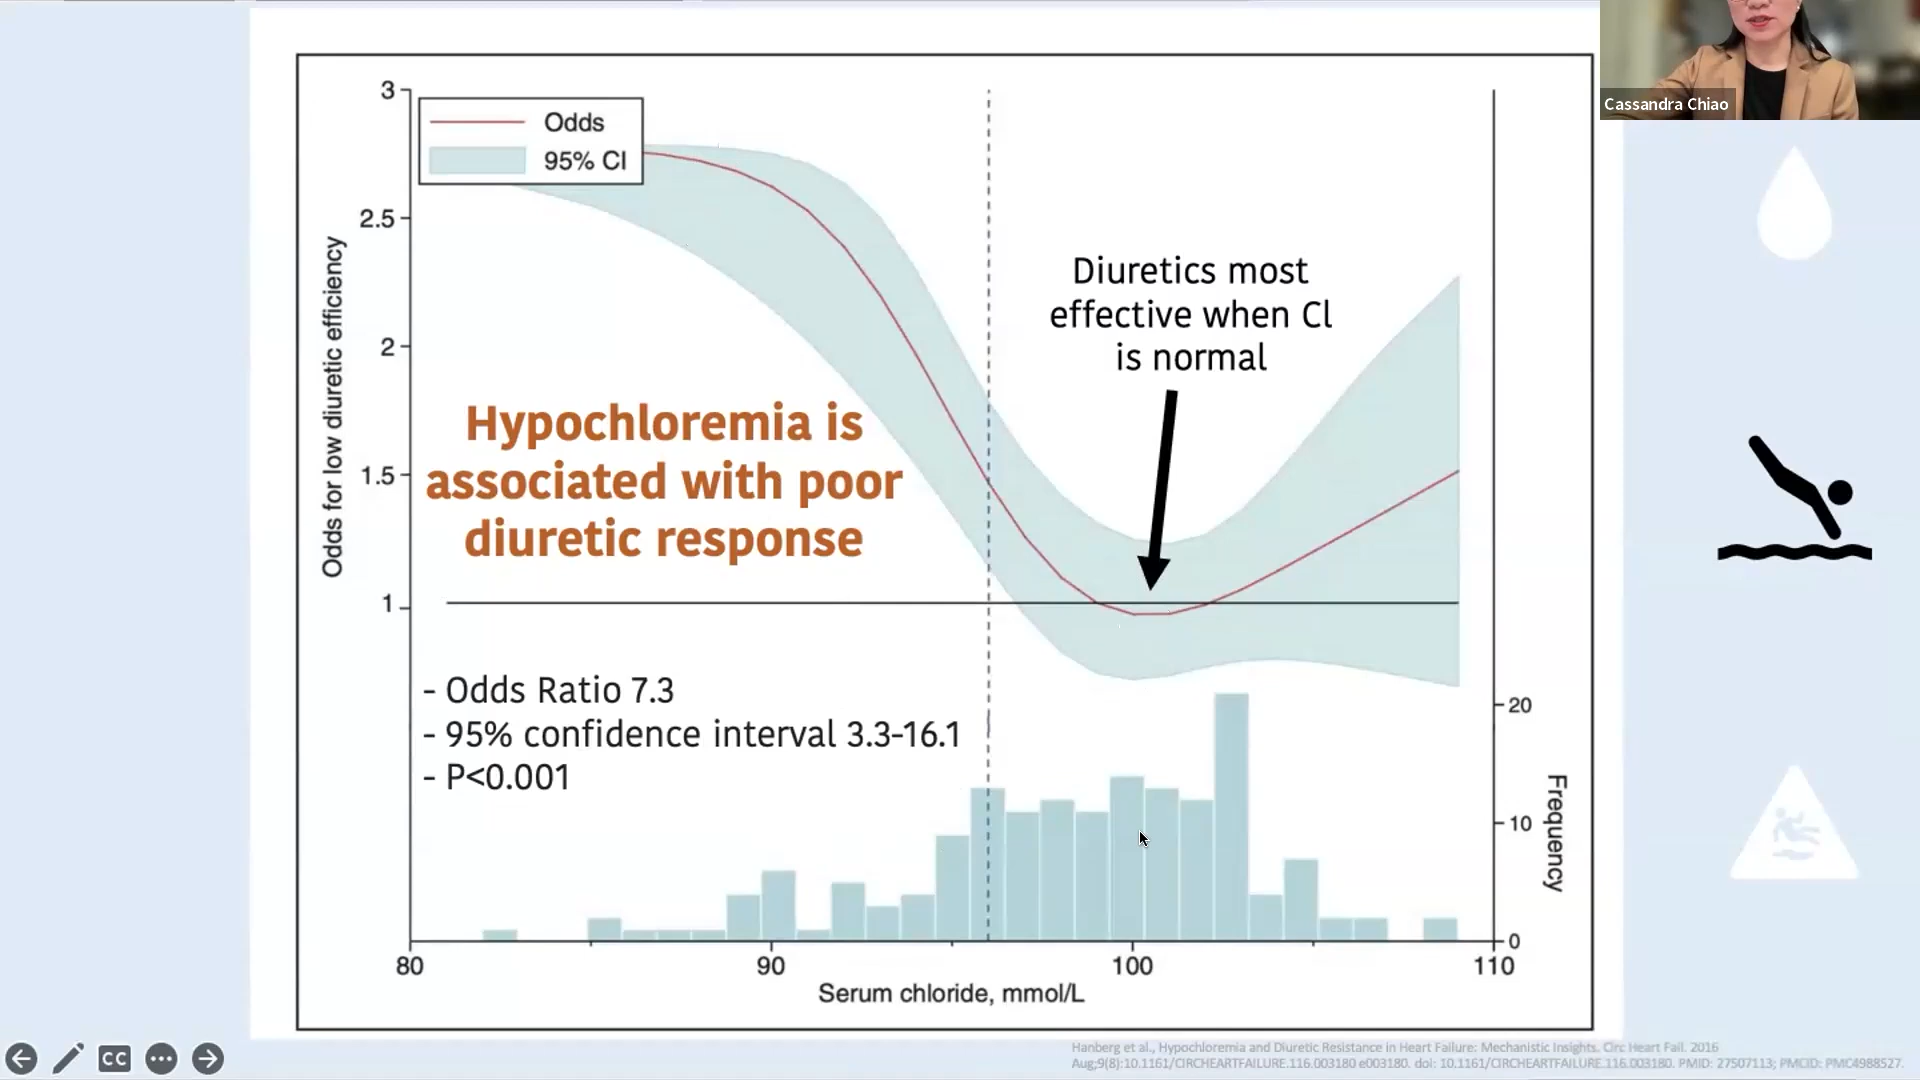 Cassandra Chiao
3
Odds
95% CI
2.5
2
1.5
1
Odds for low diuretic efficiency
Diuretics most
effective when Cl
is normal
Hypochloremia is
associated with poor
diuretic response
- Odds Ratio 7.3
- 95% confidence interval 3.3-16.1
- P<0.001
20
10
0
Frequency
80
90
100
110
Serum chloride, mmol/L
CC
Hanberg et al., Hypochloremia and Diuretic Resistance in Heart Failure: Mechanistic Insights. Circ Heart Fail. 2016
Aug;9(8):10.1161/CIRCHEARTFAILURE.116.003180 e003180. doi: 10.1161/CIRCHEARTFAILURE.116.003180. PMID: 27507113; PMCID: PMC4988527.